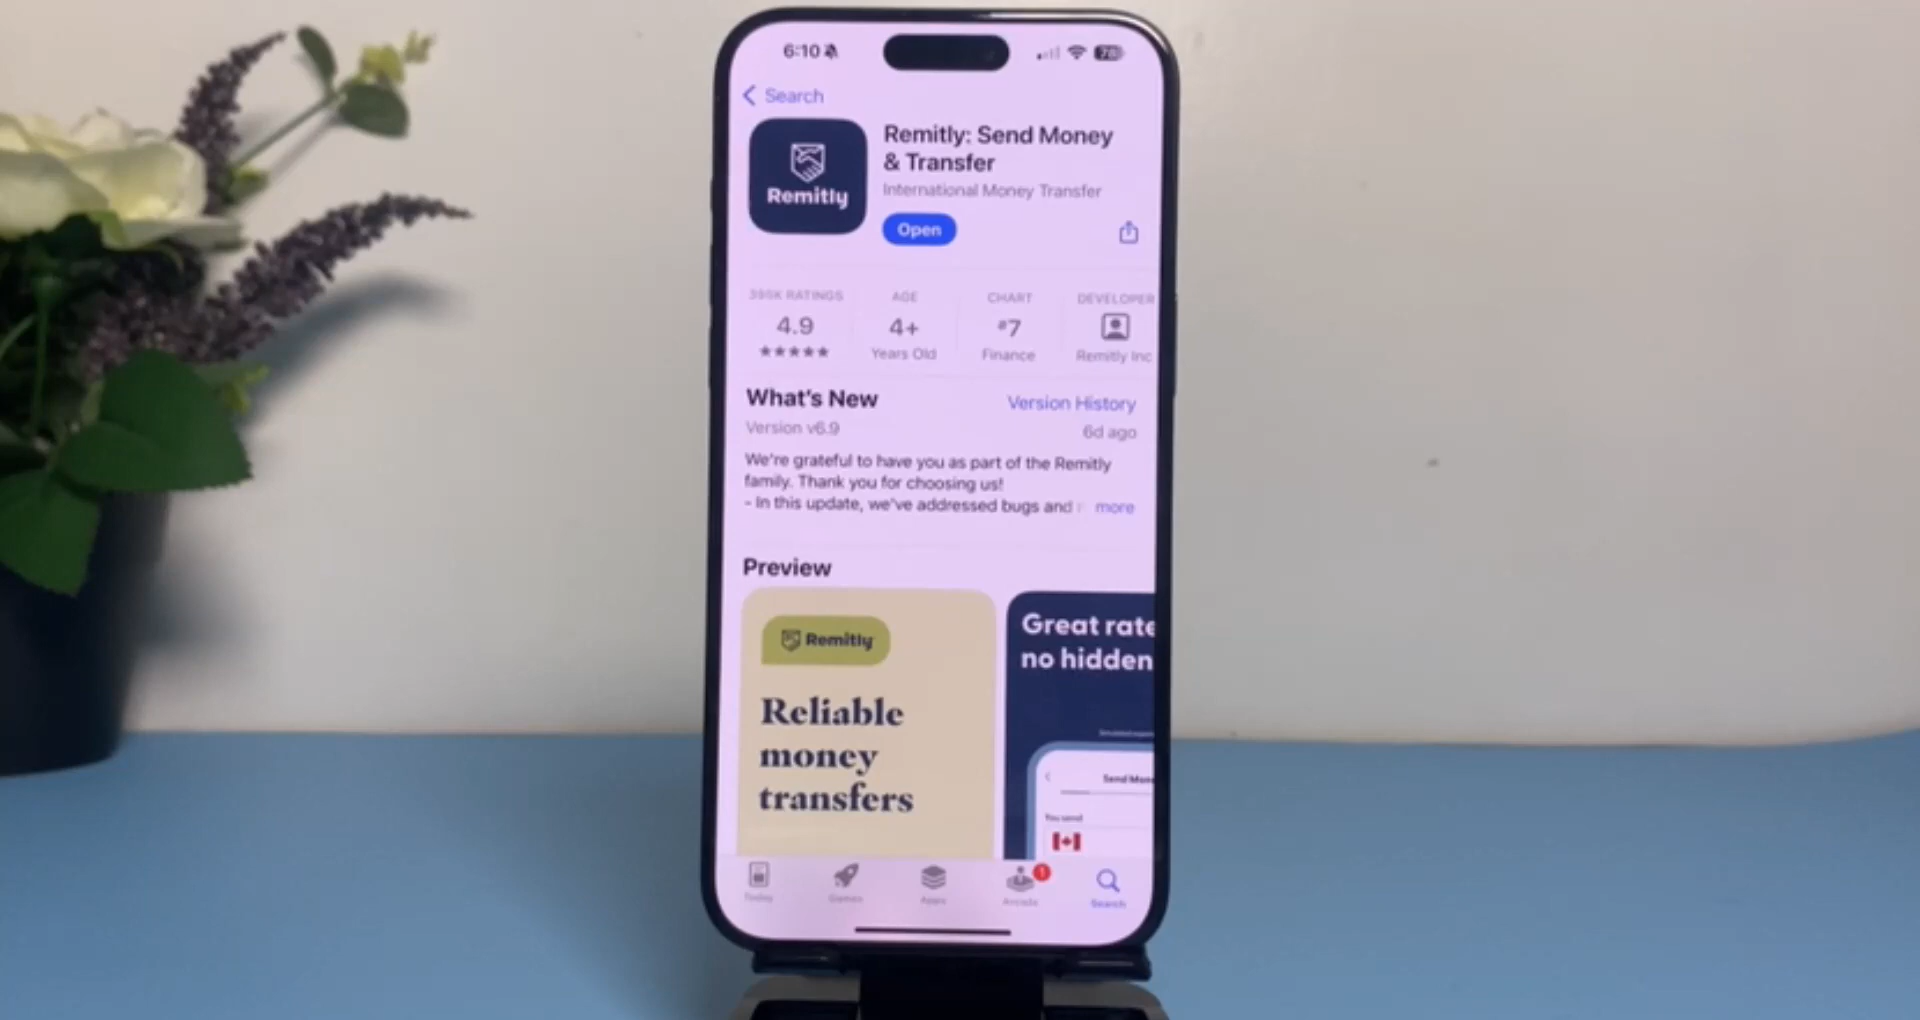 6:10
78
Search
Remitly
Remitly: Send Money
& Transfer
International Money Transfer
Open
RATINGS
4.9
★★★★★
AGE
4+
Years Old
CHART
#7
Finance
DEVELOPER
Remitly Inc
What's New
Version History
Version v6.9
6d ago
We're grateful to have you as part of the Remitly
family. Thank you for choosing us!
- In this update, we've addressed bugs and
more
Preview
Remitly
Reliable
money
transfers
Great rate
no hidden
Send Mon
You send
Today
Games
Apps
Arcade
1
Search